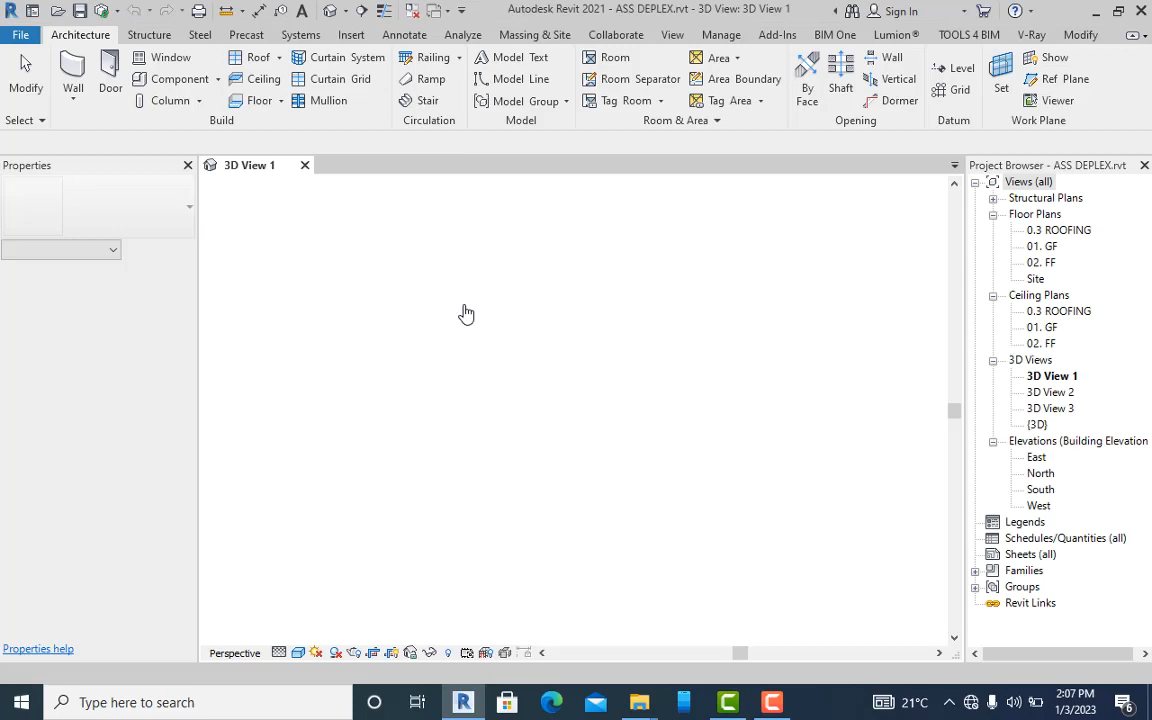 Autodesk Revit 2021 - ASS DEPLEX.rvt - 3D View: 3D View 1
Sign In
File
Architecture
Structure
Steel
Precast
Systems
Insert
Annotate
Analyze
Massing & Site
Collaborate
View
Manage
Add-Ins
BIM One
Lumion®
TOOLS 4 BIM
V-Ray
Modify
Modify
Wall
Door
Window
Component
Column
Roof
Ceiling
Floor
Curtain System
Curtain Grid
Mullion
Railing
Ramp
Stair
Model Text
Model Line
Model Group
Room
Room Separator
Tag Room
Area
Area Boundary
Tag Area
By Face
Shaft
Wall
Vertical
Dormer
Level
Grid
Set
Show
Ref Plane
Viewer
Select
Build
Circulation
Model
Room & Area
Opening
Datum
Work Plane
Properties
3D View 1
Project Browser - ASS DEPLEX.rvt
Views (all)
Structural Plans
Floor Plans
0.3 ROOFING
01. GF
02. FF
Site
Ceiling Plans
0.3 ROOFING
01. GF
02. FF
3D Views
3D View 1
3D View 2
3D View 3
{3D}
Elevations (Building Elevation
East
North
South
West
Legends
Schedules/Quantities (all)
Sheets (all)
Families
Groups
Revit Links
Properties help
Perspective
Type here to search
21°C
2:07 PM
1/3/2023
6